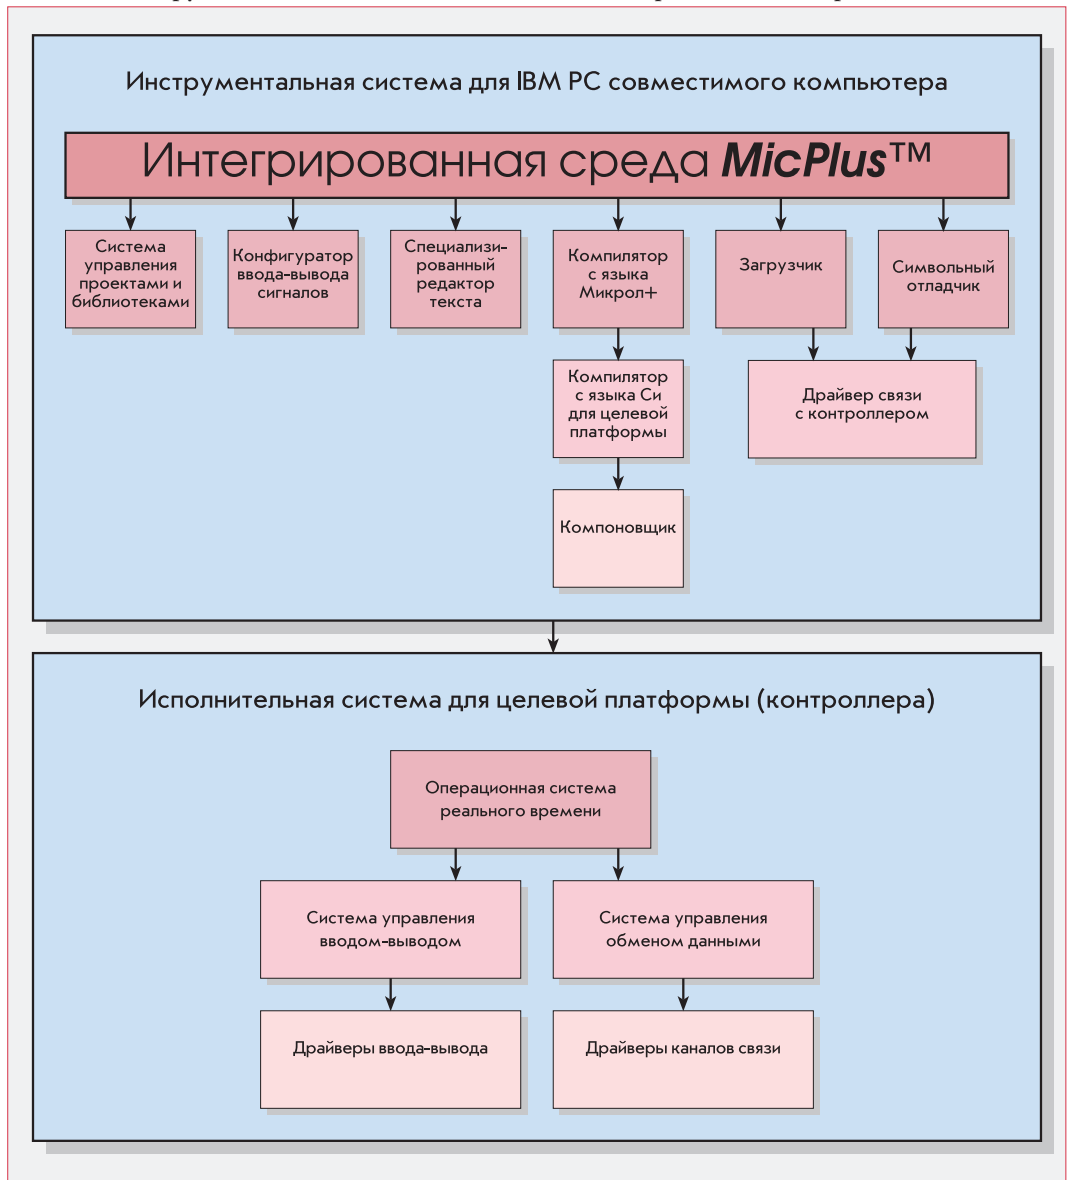 Инструментальная система для IBM PC совместимого компьютера
Интегрированная среда MicPlus™
Система
управления
проектами и
библиотеками
Конфигуратор
ввода-вывода
сигналов
Специализи-
рованный
редактор
текста
Компилятор
с языка
Микрол+
Загрузчик
Символьный
отладчик
Компилятор
с языка Си
для целевой
платформы
Драйвер связи
с контроллером
Компоновщик
Исполнительная система для целевой платформы (контроллера)
Операционная система
реального времени
Система управления
вводом-выводом
Система управления
обменом данными
Драйверы ввода-вывода
Драйверы каналов связи